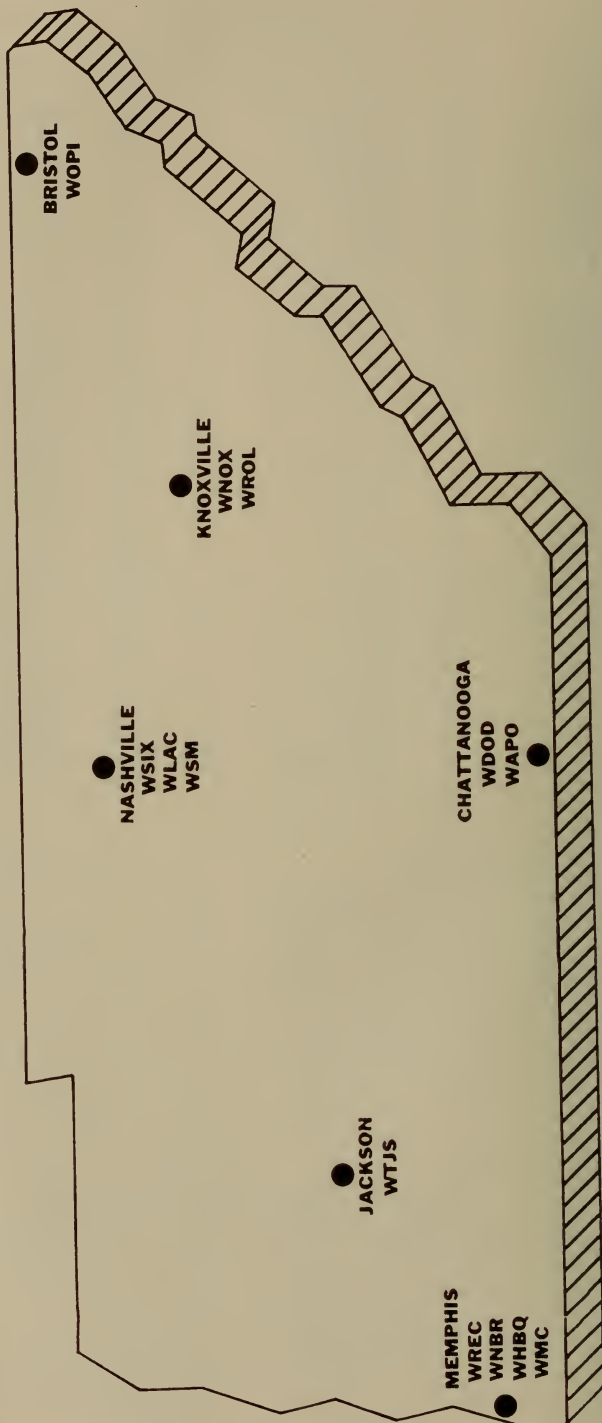 BRISTOL
WOPI
KNOXVILLE
WNOX
WROL
NASHVILLE
WSIX
WLAC
WSM
CHATTANOOGA
WDOD
WAPO
JACKSON
WTJS
MEMPHIS
WREC
WNBR
WHBQ
WMC